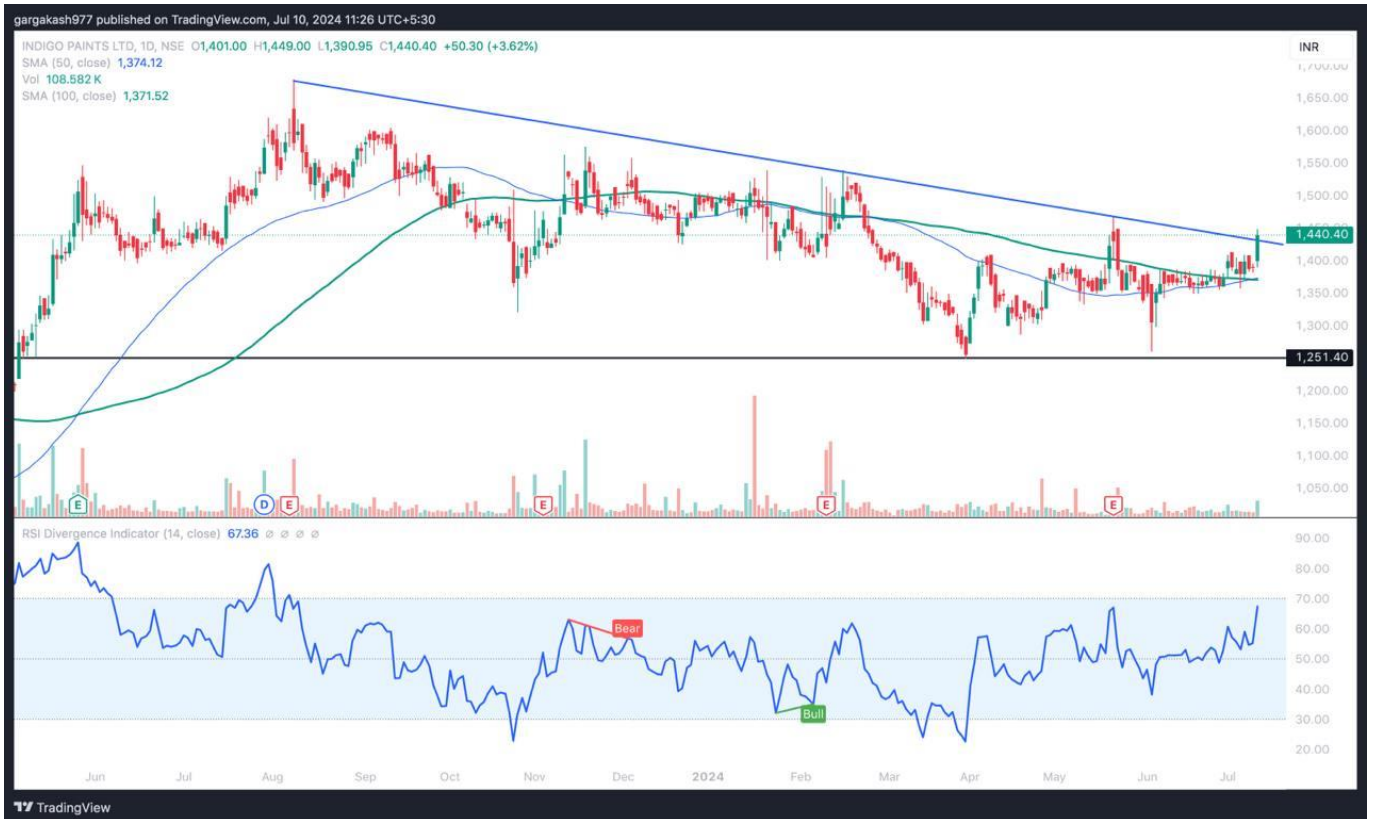 gargakash977 published on TradingView.com, Jul 10, 2024 11:26 UTC+5:30
INDIGO PAINTS LTD, 1D, NSE O1,401.00 H1,449.00 L1,390.95 C1,440.40 +50.30 (+3.62%)
INR
SMA (50, close) 1,374.12
Vol 108.582 K
SMA (100, close) 1,371.52
1,700.00
1,650.00
1,600.00
1,550.00
1,500.00
1,440.40
1,400.00
1,350.00
1,300.00
1,251.40
1,200.00
1,150.00
1,100.00
1,050.00
E D E E E E
RSI Divergence Indicator (14, close) 67.36 ∅ ∅ ∅ ∅
90.00
80.00
70.00
60.00
Bear
50.00
40.00
Bull
30.00
20.00
Jun Jul Aug Sep Oct Nov Dec 2024 Feb Mar Apr May Jun Jul
TradingView